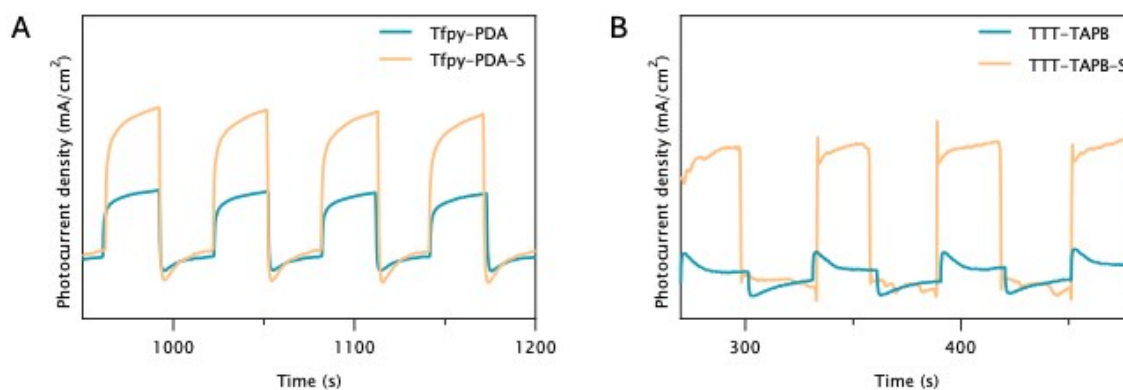 A
Photocurrent density (mA/cm²)
Tfpy-PDA
Tfpy-PDA-S
1000
1100
1200
Time (s)
B
Photocurrent density (mA/cm²)
TTT-TAPB
TTT-TAPB-S
300
400
Time (s)